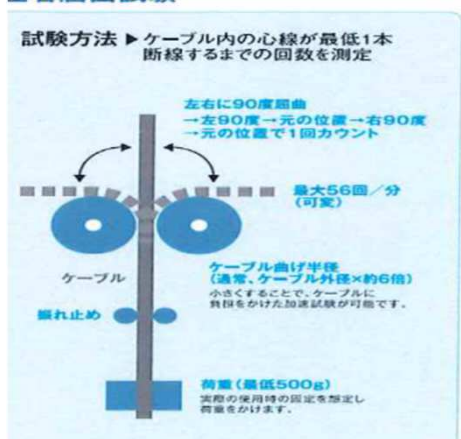 試験方法▶ケーブル内の心線が最低1本
断線するまでの回数を測定
左右に90度屈曲
→左90度→元の位置→右90度
→元の位置で1回カウント
最大56回／分
(可変)
ケーブル
ケーブル曲げ半径
(通常、ケーブル外径×約6倍)
小さくすることで、ケーブルに
負担をかけた加速試験が可能です。
振れ止め
荷重(最低500g)
実際の使用時の固定を想定し
荷重をかけます。